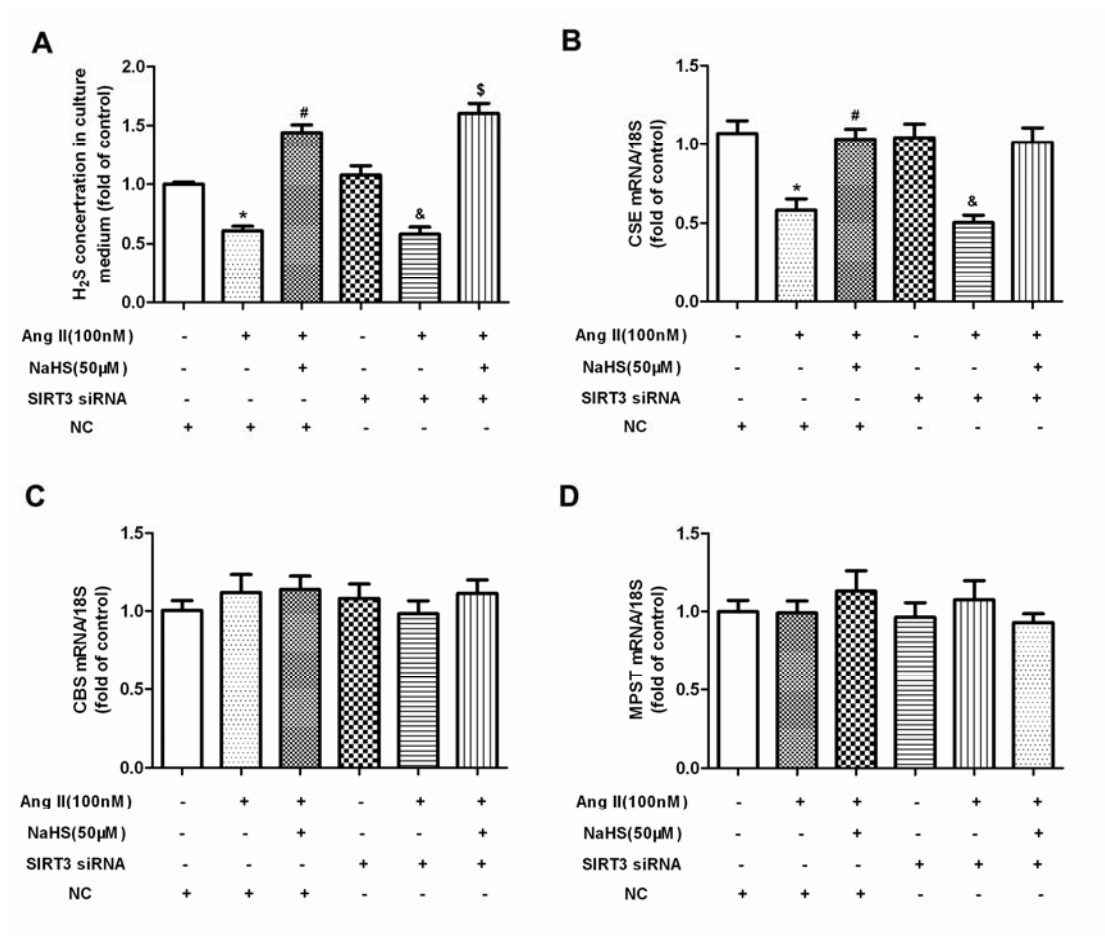 A
H₂S concertration in culture
medium (fold of control)
2.0
1.5
1.0
0.5
0.0
*
#
&
$
Ang II(100nM) - + + - + +
NaHS(50μM) - - + - - +
SIRT3 siRNA - - - + + +
NC + + + - - -
B
CSE mRNA/18S
(fold of control)
1.5
1.0
0.5
0.0
*
#
&
Ang II(100nM) - + + - + +
NaHS(50μM) - - + - - +
SIRT3 siRNA - - - + + +
NC + + + - - -
C
CBS mRNA/18S
(fold of control)
1.5
1.0
0.5
0.0
Ang II(100nM) - + + - + +
NaHS(50μM) - - + - - +
SIRT3 siRNA - - - + + +
NC + + + - - -
D
MPST mRNA/18S
(fold of control)
1.5
1.0
0.5
0.0
Ang II(100nM) - + + - + +
NaHS(50μM) - - + - - +
SIRT3 siRNA - - - + + +
NC + + + - - -